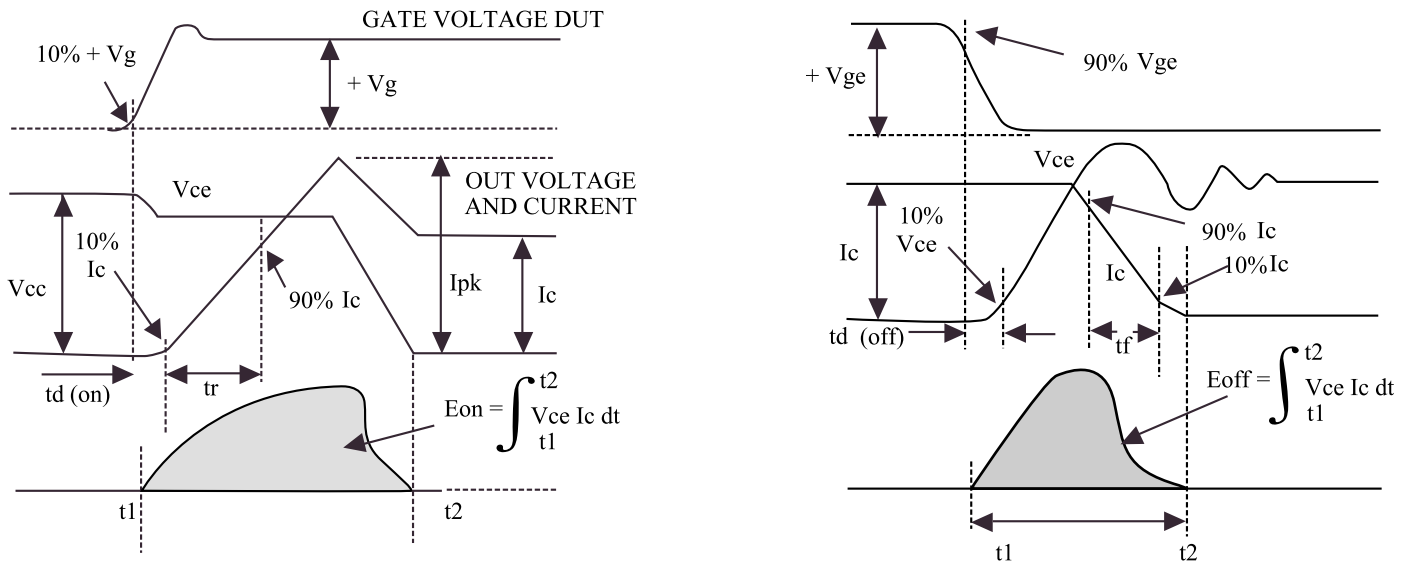 GATE VOLTAGE DUT
10% + Vg
+ Vg
Vce
OUT VOLTAGE
AND CURRENT
10%
Ic
Vcc
90% Ic
Ipk
Ic
td (on)
tr
Eon = ∫ t2
Vce Ic dt
t1
t1
t2
+ Vge
90% Vge
Vce
10%
Vce
Ic
90% Ic
Ic
10% Ic
td (off)
tf
Eoff = ∫ t2
Vce Ic dt
t1
t1
t2